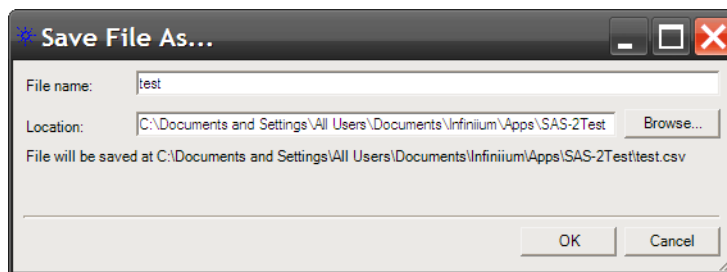 Save File As...
File name: test
Location: C:\Documents and Settings\All Users\Documents\Infiniium\Apps\SAS-2Test Browse...
File will be saved at C:\Documents and Settings\All Users\Documents\Infiniium\Apps\SAS-2Test\test.csv
OK Cancel